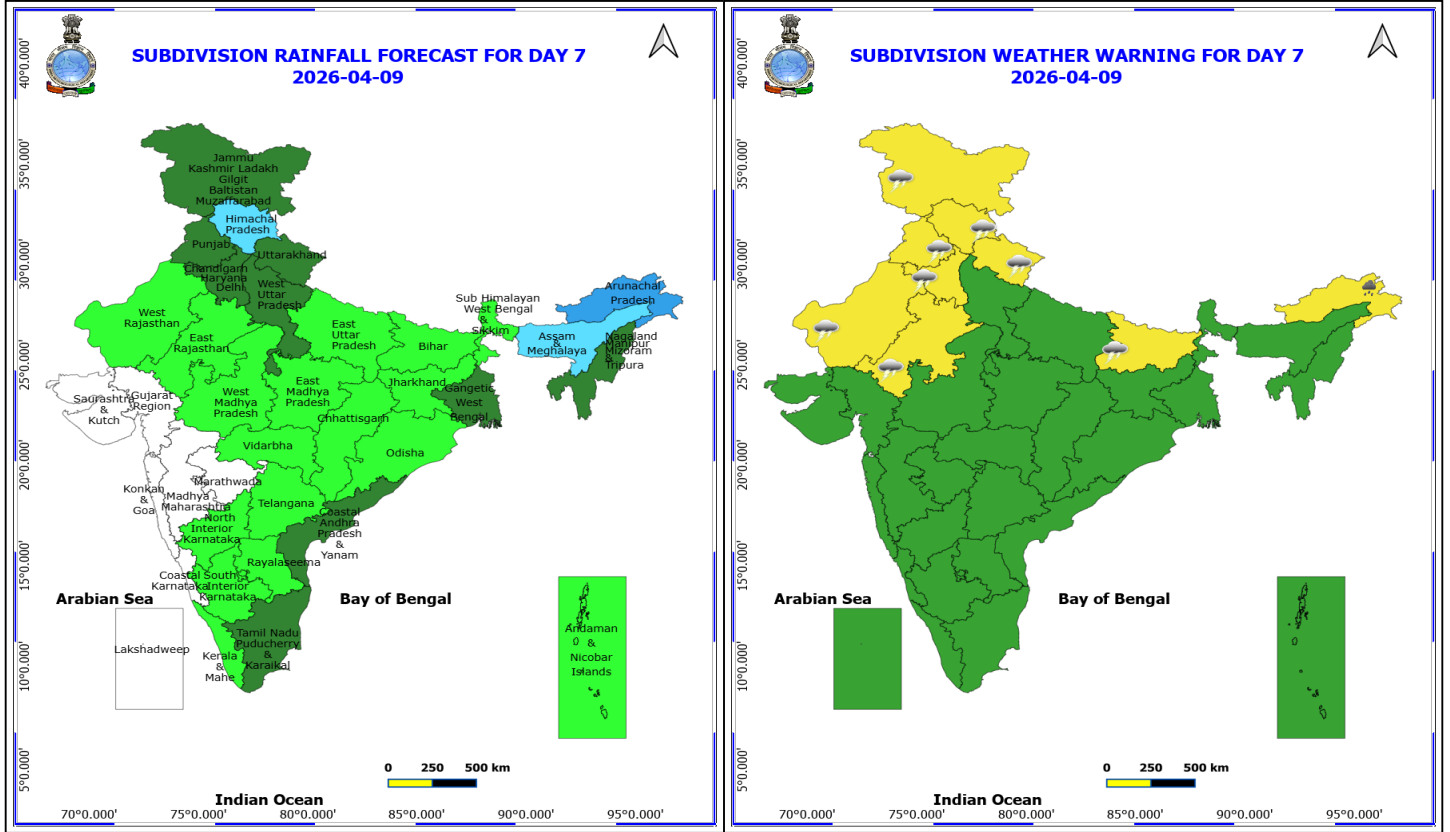 SUBDIVISION RAINFALL FORECAST FOR DAY 7
2026-04-09
40°0.000'
35°0.000'
30°0.000'
25°0.000'
20°0.000'
15°0.000'
10°0.000'
5°0.000'
Jammu
Kashmir Ladakh
Gilgit
Baltistan
Muzaffarabad
Himachal
Pradesh
Punjab
Uttarakhand
Chandigarh
Haryana
Delhi
West
Uttar
Pradesh
West
Rajasthan
East
Rajasthan
East
Uttar
Pradesh
Bihar
Sub Himalayan
West Bengal
&
Sikkim
Arunachal
Pradesh
Assam
&
Meghalaya
Nagaland
Manipur
Mizoram
&
Tripura
Saurashtra
&
Kutch
Gujarat
Region
West
Madhya
Pradesh
East
Madhya
Pradesh
Jharkhand
Gangetic
West
Bengal
Chhattisgarh
Vidarbha
Odisha
Konkan
&
Goa
Madhya
Maharashtra
Marathwada
Telangana
North
Interior
Karnataka
Coastal
Andhra
Pradesh
&
Yanam
Rayalaseema
Coastal
Karnataka
South
Interior
Karnataka
Arabian Sea
Bay of Bengal
Lakshadweep
Kerala
&
Mahe
Tamil Nadu
Puducherry
&
Karaikal
Andaman
&
Nicobar
Islands
0 250 500 km
Indian Ocean
70°0.000' 75°0.000' 80°0.000' 85°0.000' 90°0.000' 95°0.000'
SUBDIVISION WEATHER WARNING FOR DAY 7
2026-04-09
40°0.000'
35°0.000'
30°0.000'
25°0.000'
20°0.000'
15°0.000'
10°0.000'
5°0.000'
Arabian Sea
Bay of Bengal
0 250 500 km
Indian Ocean
70°0.000' 75°0.000' 80°0.000' 85°0.000' 90°0.000' 95°0.000'